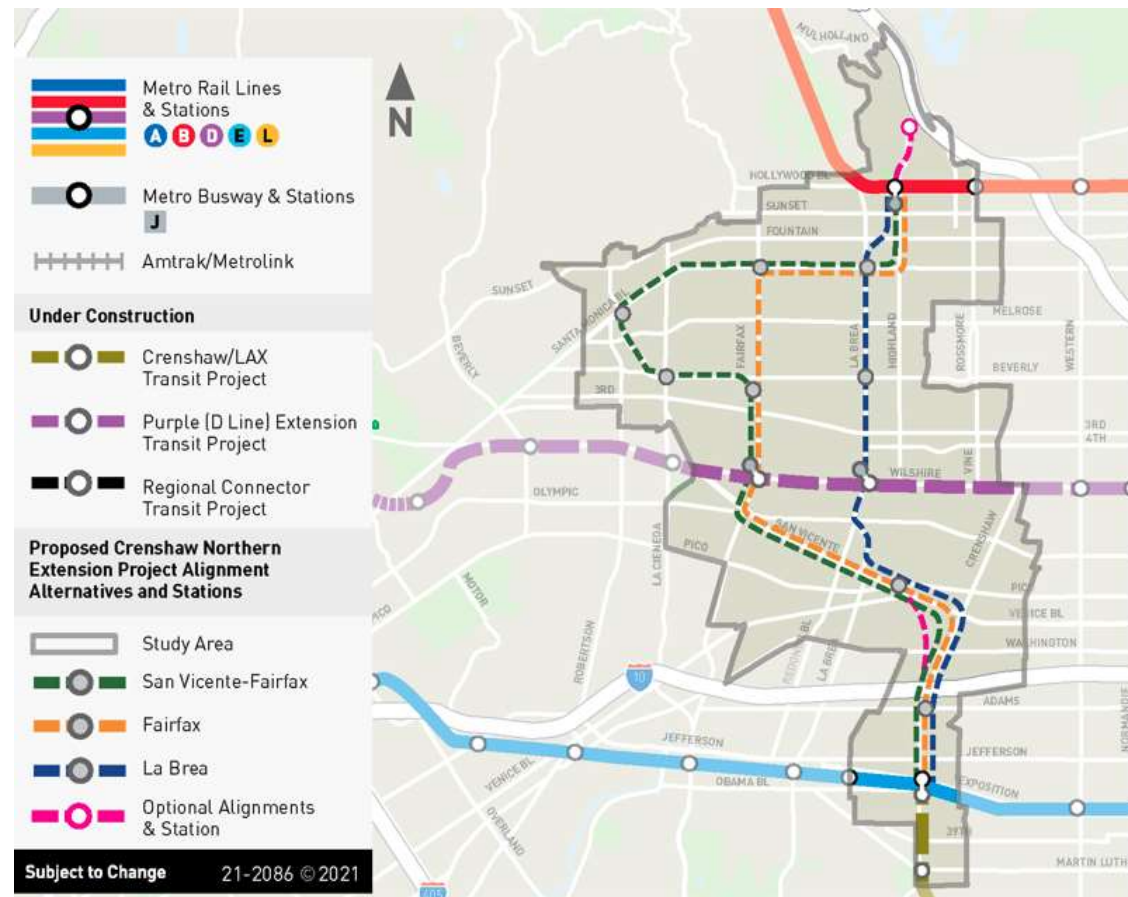 Metro Rail Lines
& Stations
A B D E L
Metro Busway & Stations
J
Amtrak/Metrolink
Under Construction
Crenshaw/LAX
Transit Project
Purple (D Line) Extension
Transit Project
Regional Connector
Transit Project
Proposed Crenshaw Northern
Extension Project Alignment
Alternatives and Stations
Study Area
San Vicente-Fairfax
Fairfax
La Brea
Optional Alignments
& Station
Subject to Change 21-2086 © 2021
N
MULHOLLAND
HOLLYWOOD BL
SUNSET
FOUNTAIN
SUNSET
SANTA MONICA BL
MELROSE
BEVERLY
FAIRFAX
LA BREA
HIGHLAND
ROSSMORE
WESTERN
BEVERLY
3RD
3RD
4TH
WILSHIRE
VINE
OLYMPIC
SAN VICENTE
CRENSHAW
PICO
LA CIENEGA
PICO
MOTOR
PICO
VENICE BL
WASHINGTON
ROBERTSON
REDONDO BL
LA BREA
10
ADAMS
NORMANDIE
JEFFERSON
JEFFERSON
VENICE BL
OBAMA BL
EXPOSITION
OVERLAND
39TH
MARTIN LUTH
405